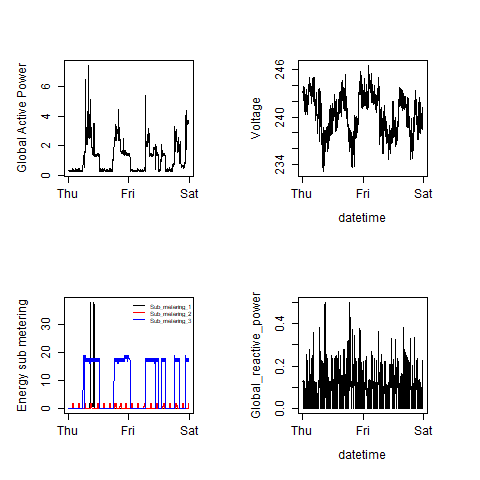 Global Active Power
6
4
2
0
Thu
Fri
Sat
Voltage
246
240
234
Thu
Fri
Sat
datetime
Energy sub metering
30
20
10
0
Thu
Fri
Sat
Sub_metering_1
Sub_metering_2
Sub_metering_3
Global_reactive_power
0.4
0.2
0.0
Thu
Fri
Sat
datetime